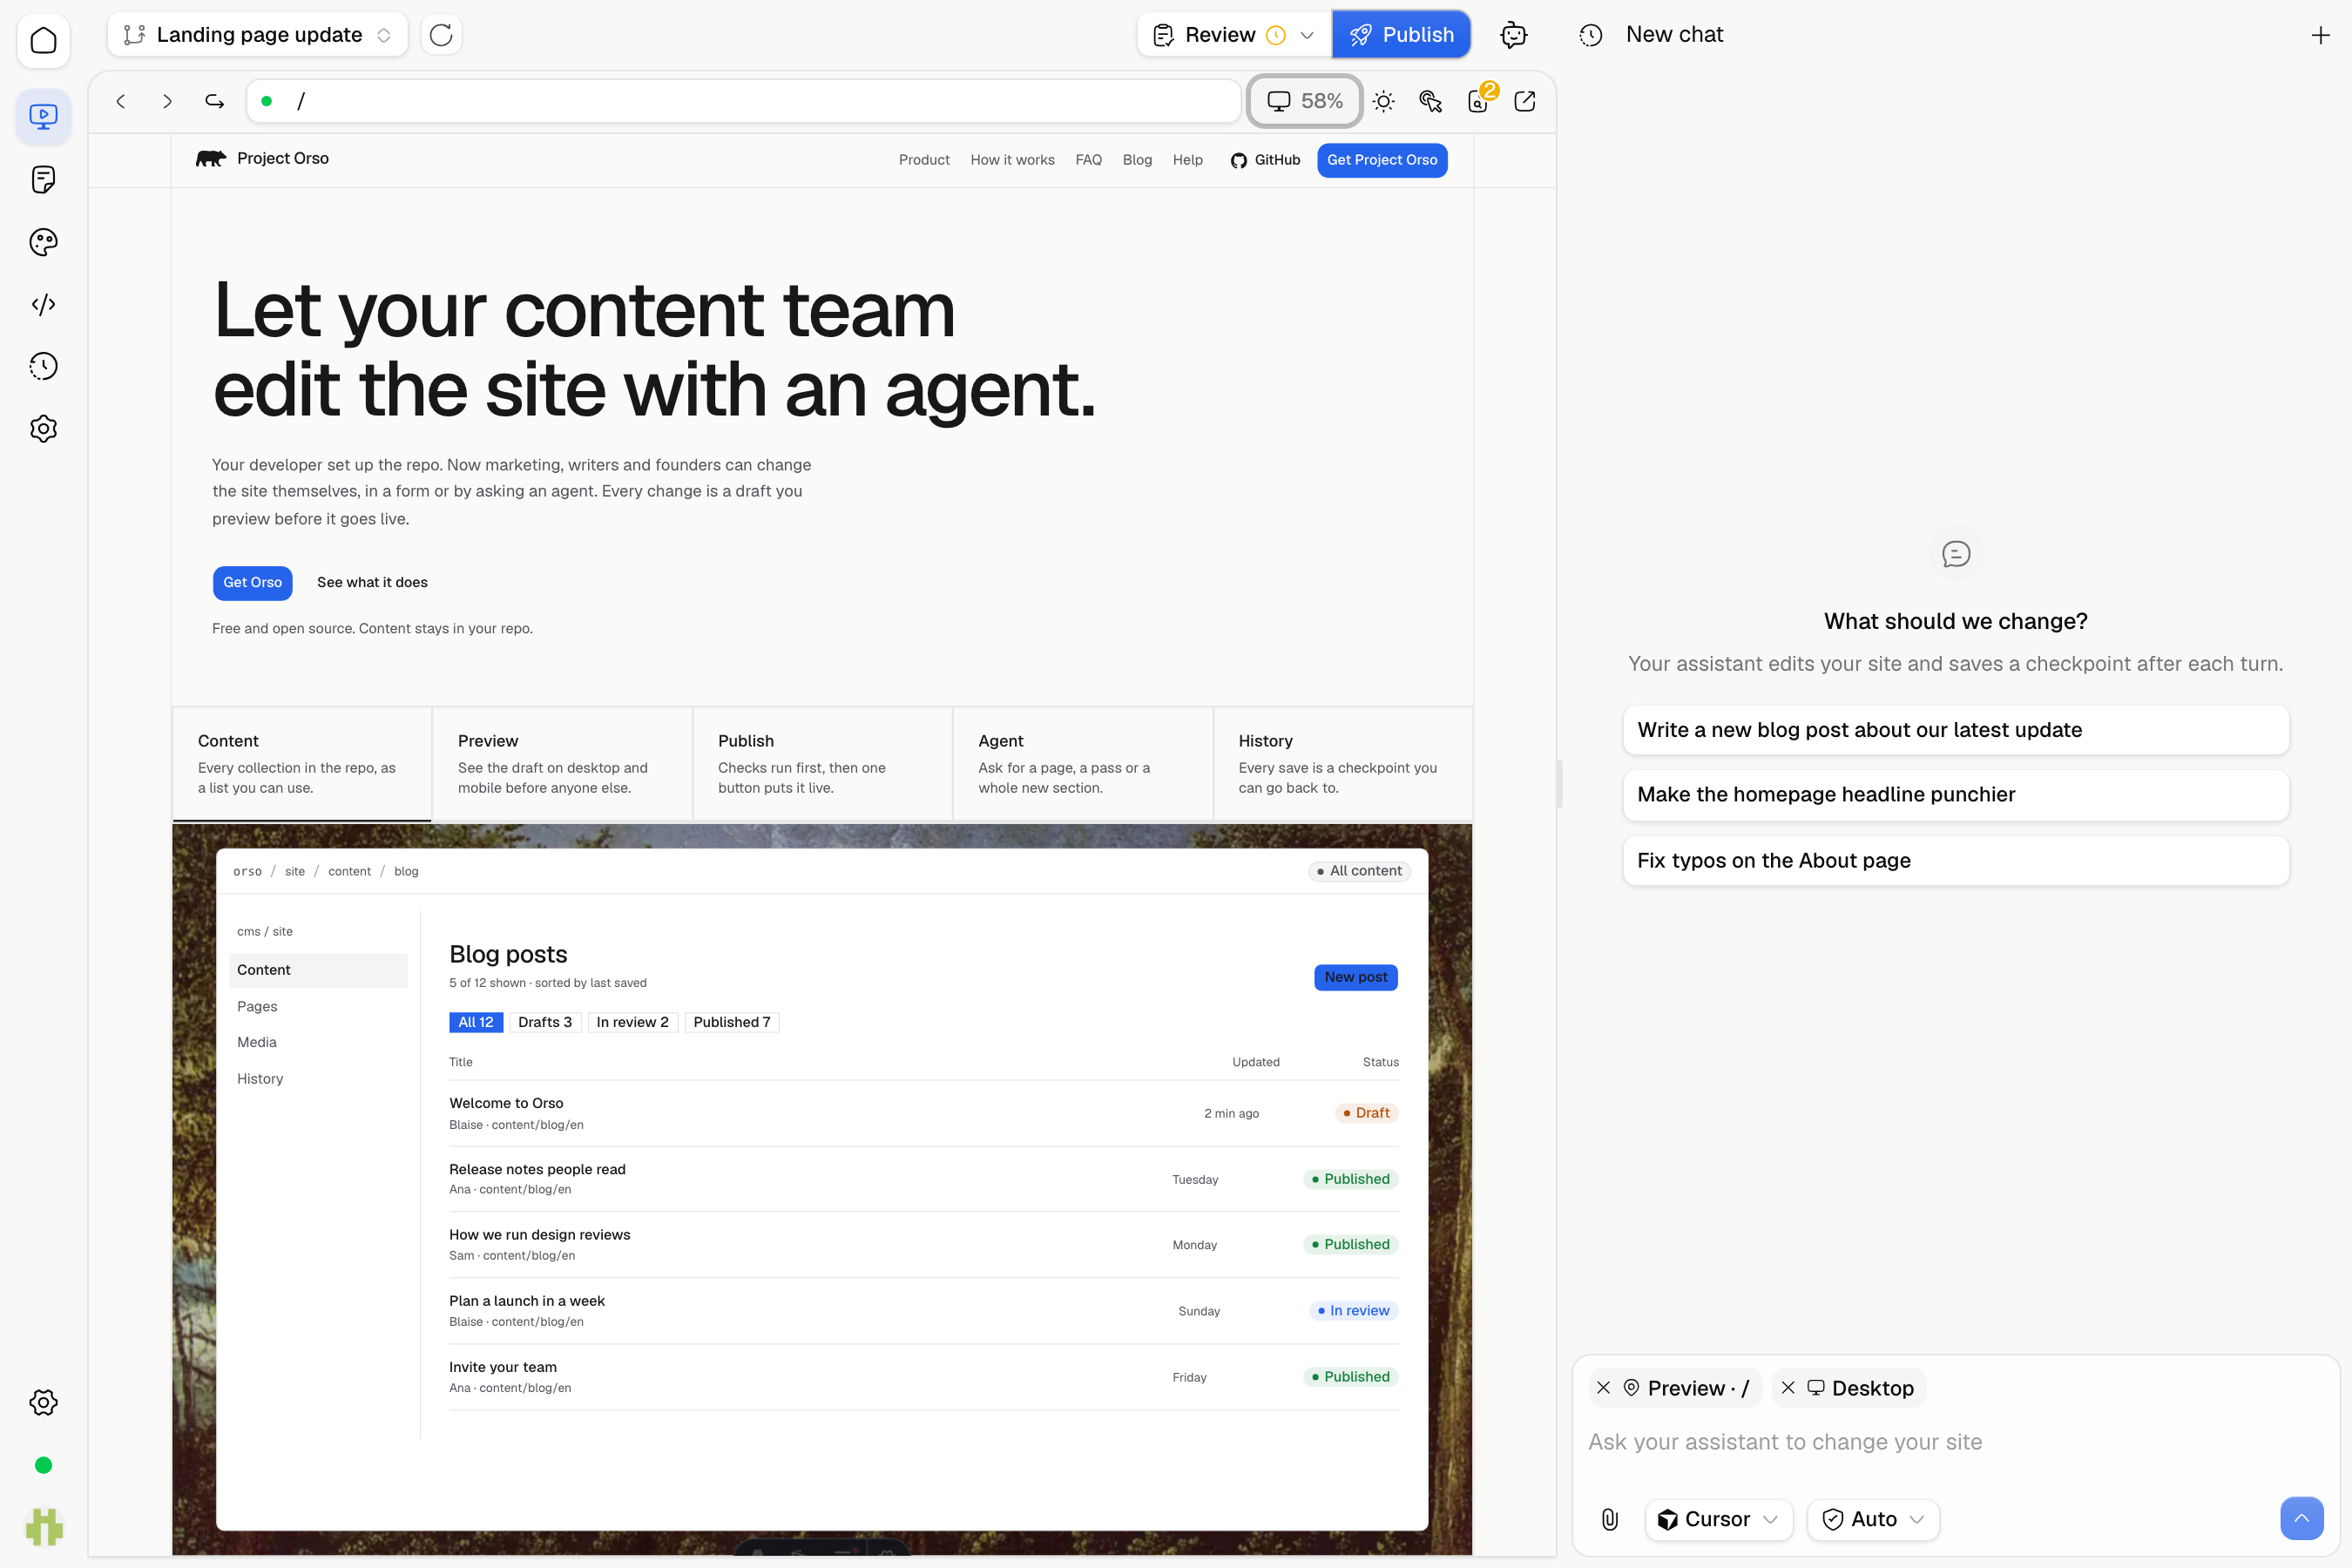 Landing page update
Review
Publish
New chat
/
58%
2
Project Orso
Product
How it works
FAQ
Blog
Help
GitHub
Get Project Orso
Let your content team
edit the site with an agent.
Your developer set up the repo. Now marketing, writers and founders can change
the site themselves, in a form or by asking an agent. Every change is a draft you
preview before it goes live.
Get Orso
See what it does
Free and open source. Content stays in your repo.
Content
Every collection in the repo, as
a list you can use.
Preview
See the draft on desktop and
mobile before anyone else.
Publish
Checks run first, then one
button puts it live.
Agent
Ask for a page, a pass or a
whole new section.
History
Every save is a checkpoint you
can go back to.
orso / site / content / blog
All content
cms / site
Content
Pages
Media
History
Blog posts
5 of 12 shown · sorted by last saved
New post
All 12
Drafts 3
In review 2
Published 7
Title
Updated
Status
Welcome to Orso
Blaise · content/blog/en
2 min ago
Draft
Release notes people read
Ana · content/blog/en
Tuesday
Published
How we run design reviews
Sam · content/blog/en
Monday
Published
Plan a launch in a week
Blaise · content/blog/en
Sunday
In review
Invite your team
Ana · content/blog/en
Friday
Published
What should we change?
Your assistant edits your site and saves a checkpoint after each turn.
Write a new blog post about our latest update
Make the homepage headline punchier
Fix typos on the About page
Preview · /
Desktop
Ask your assistant to change your site
Cursor
Auto